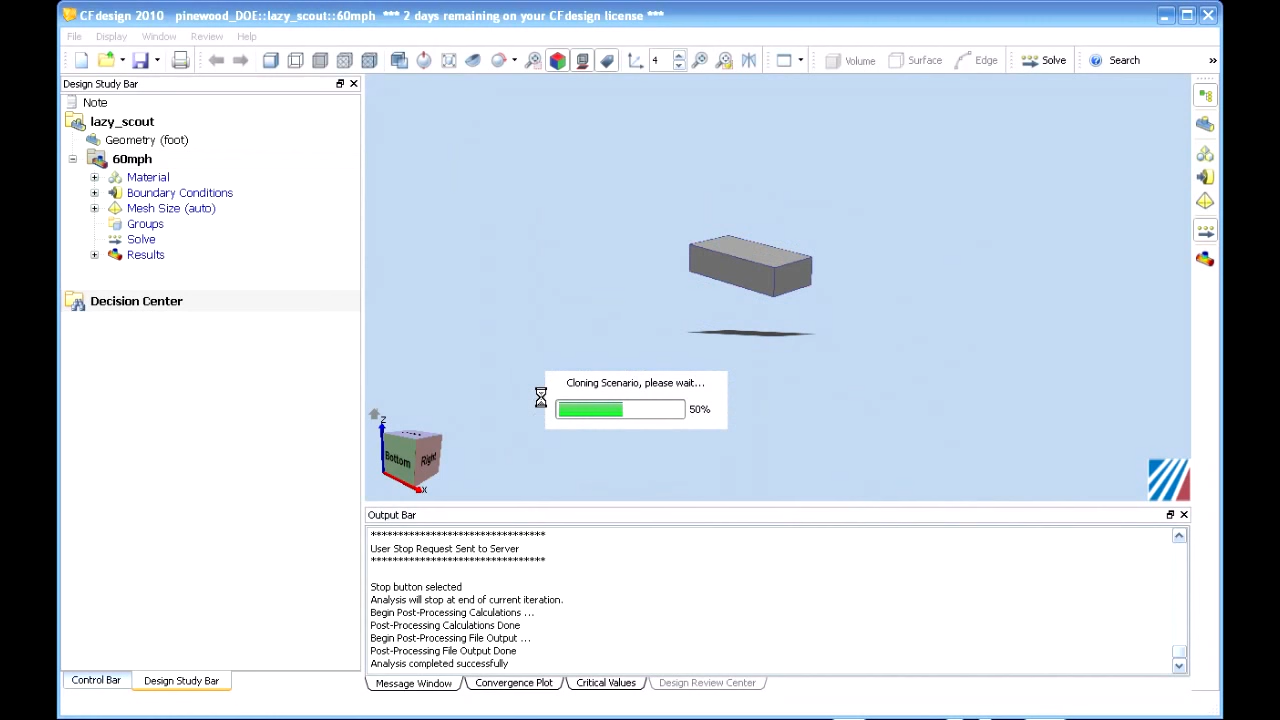 CFdesign 2010 pinewood_DOE::lazy_scout::60mph *** 2 days remaining on your CFdesign license ***
File Display Window Review Help
4 Volume Surface Edge Solve Search »
Design Study Bar
Note
lazy_scout
Geometry (foot)
60mph
Material
Boundary Conditions
Mesh Size (auto)
Groups
Solve
Results
Decision Center
Cloning Scenario, please wait...
50%
Z
Bottom Right
X
Output Bar
*******************************
User Stop Request Sent to Server
*******************************
Stop button selected
Analysis will stop at end of current iteration.
Begin Post-Processing Calculations ...
Post-Processing Calculations Done
Begin Post-Processing File Output ...
Post-Processing File Output Done
Analysis completed successfully
Control Bar Design Study Bar
Message Window Convergence Plot Critical Values Design Review Center